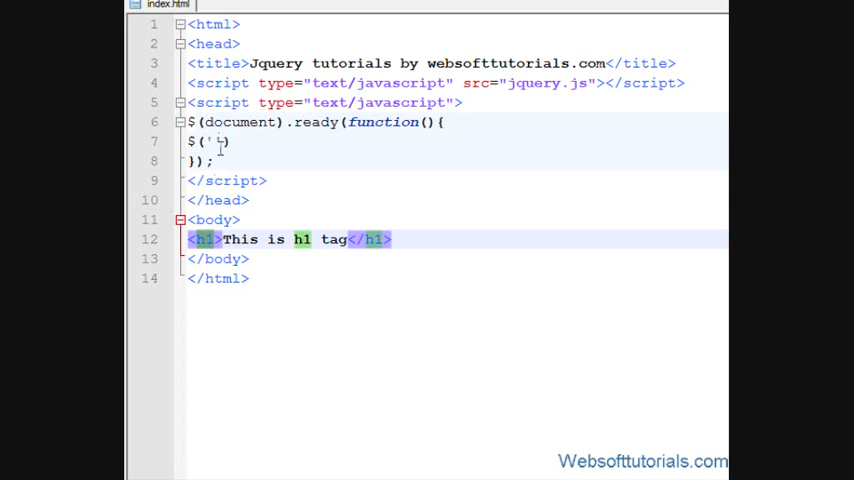 index.html
1 <html>
2 <head>
3 <title>Jquery tutorials by websofttutorials.com</title>
4 <script type="text/javascript" src="jquery.js"></script>
5 <script type="text/javascript">
6 $(document).ready(function(){
7 $('')
8 });
9 </script>
10 </head>
11 <body>
12 <h1>This is h1 tag</h1>
13 </body>
14 </html>
Websofttutorials.com